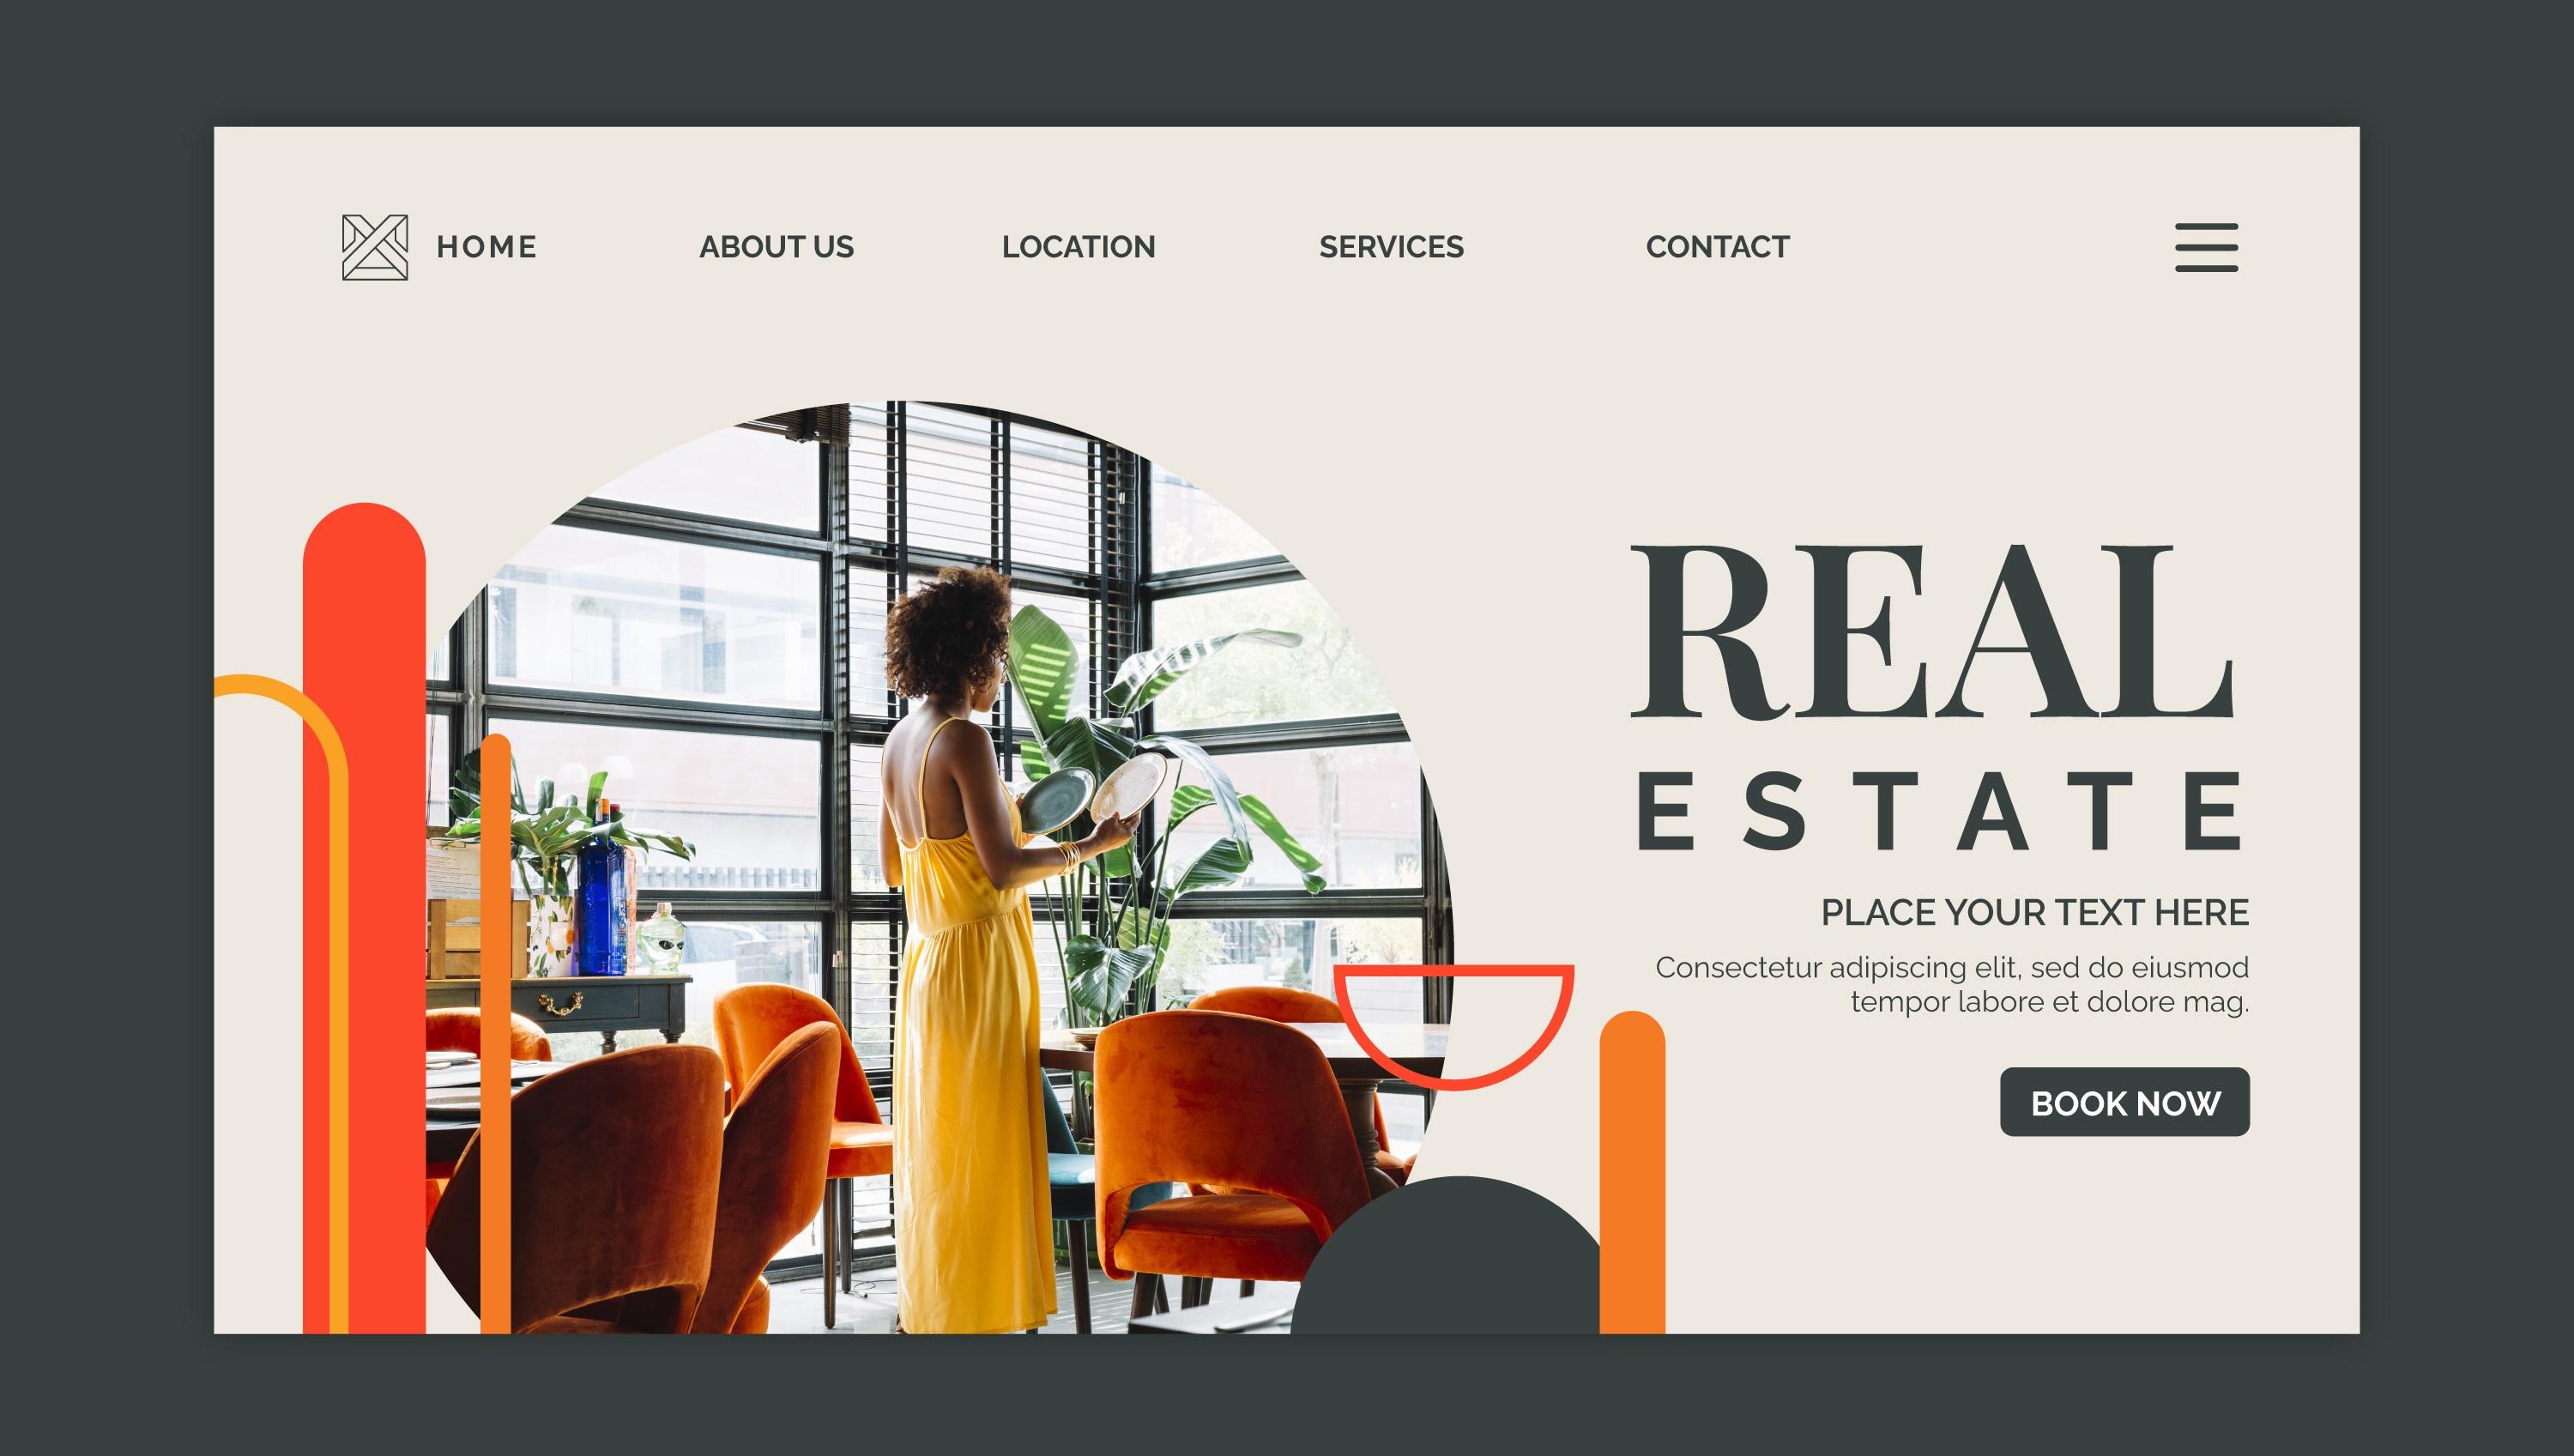 HOME ABOUT US LOCATION SERVICES CONTACT
REAL
ESTATE
PLACE YOUR TEXT HERE
Consectetur adipiscing elit, sed do eiusmod
tempor labore et dolore mag.
BOOK NOW